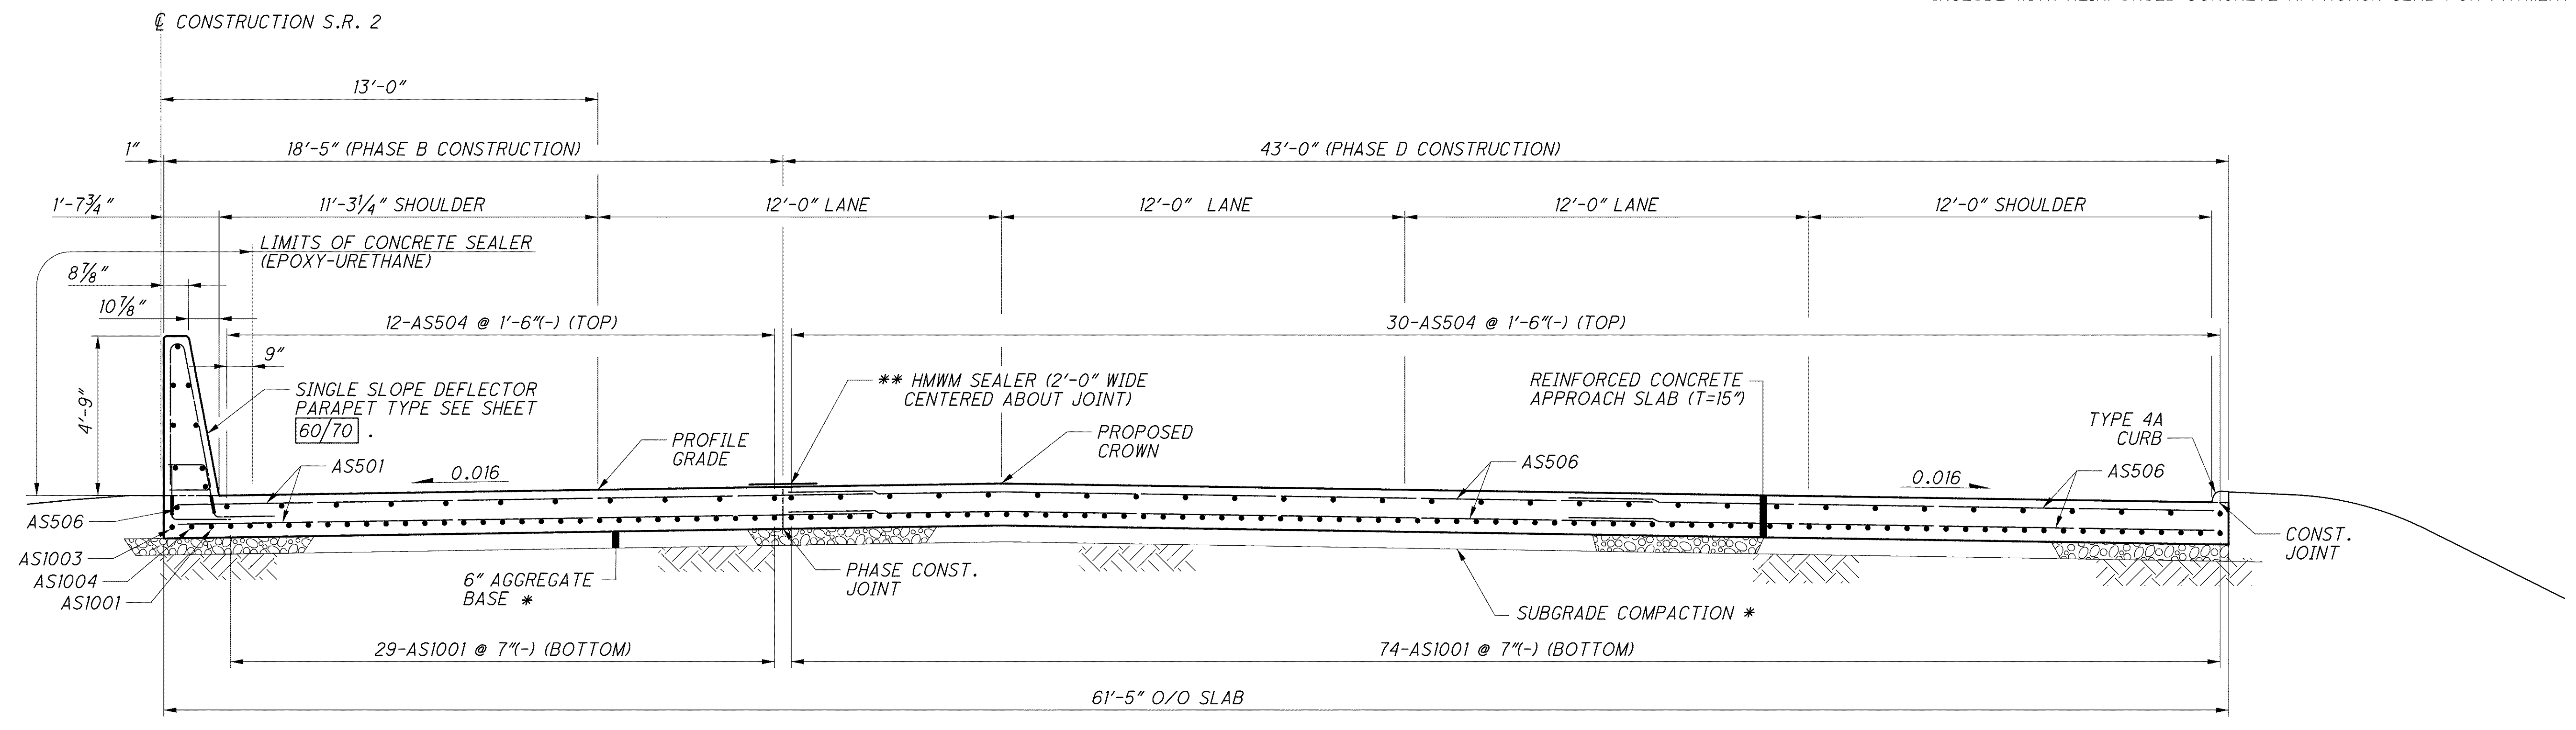 ℄ CONSTRUCTION S.R. 2
13'-0"
1"
18'-5" (PHASE B CONSTRUCTION)
43'-0" (PHASE D CONSTRUCTION)
1'-7¾"
11'-3¼" SHOULDER
12'-0" LANE
12'-0" LANE
12'-0" LANE
12'-0" SHOULDER
LIMITS OF CONCRETE SEALER
(EPOXY-URETHANE)
8⅞"
10⅞"
12-AS504 @ 1'-6"(-) (TOP)
30-AS504 @ 1'-6"(-) (TOP)
9"
4'-9"
SINGLE SLOPE DEFLECTOR
PARAPET TYPE SEE SHEET
60/70 .
** HMWM SEALER (2'-0" WIDE
CENTERED ABOUT JOINT)
REINFORCED CONCRETE
APPROACH SLAB (T=15")
TYPE 4A
CURB
PROFILE
GRADE
PROPOSED
CROWN
AS501
0.016
AS506
AS506
0.016
AS506
AS1003
AS1004
AS1001
6" AGGREGATE
BASE *
PHASE CONST.
JOINT
CONST.
JOINT
SUBGRADE COMPACTION *
29-AS1001 @ 7"(-) (BOTTOM)
74-AS1001 @ 7"(-) (BOTTOM)
61'-5" O/O SLAB